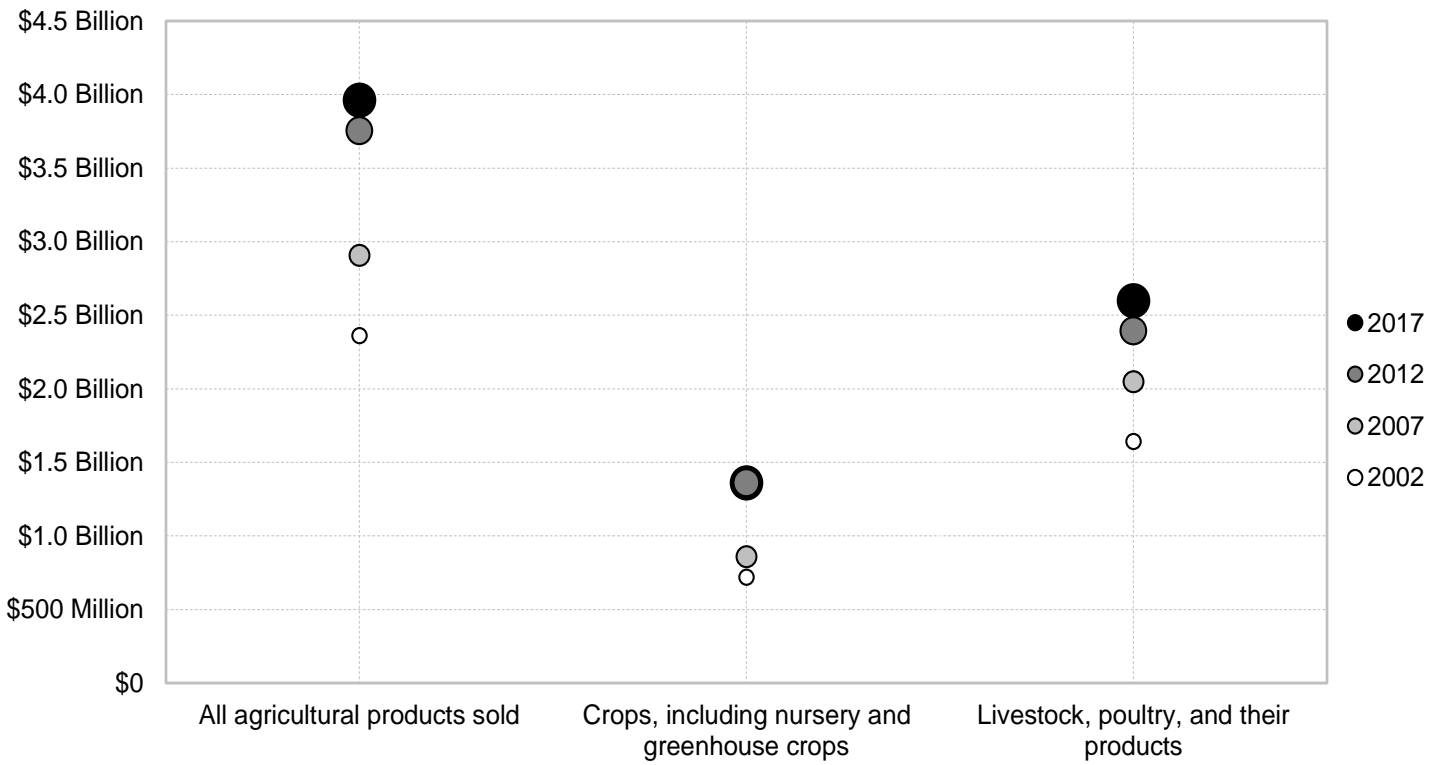 $4.5 Billion
$4.0 Billion
$3.5 Billion
$3.0 Billion
$2.5 Billion
$2.0 Billion
$1.5 Billion
$1.0 Billion
$500 Million
$0
All agricultural products sold
Crops, including nursery and
greenhouse crops
Livestock, poultry, and their
products
2017
2012
2007
2002